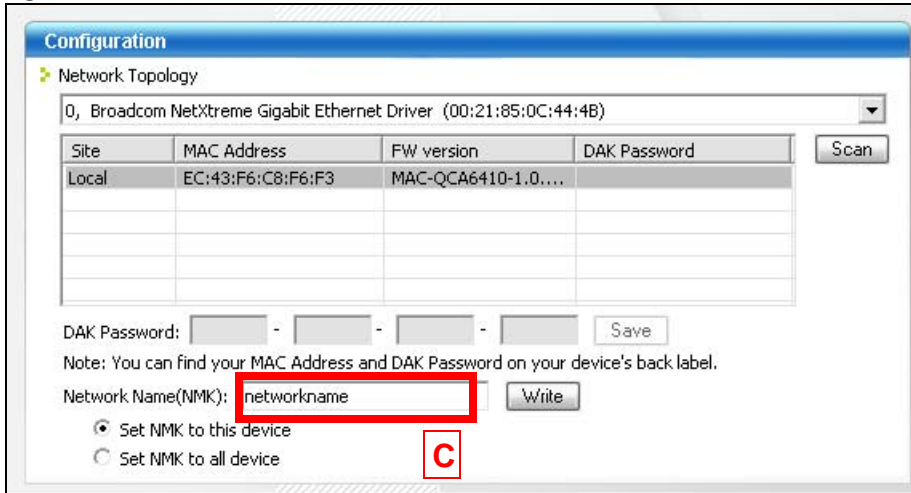 Configuration
Network Topology
0, Broadcom NetXtreme Gigabit Ethernet Driver (00:21:85:0C:44:4B)
Site MAC Address FW version DAK Password Scan
Local EC:43:F6:C8:F6:F3 MAC-QCA6410-1.0....
DAK Password: - - - Save
Note: You can find your MAC Address and DAK Password on your device's back label.
Network Name(NMK): networkname Write
Set NMK to this device
Set NMK to all device
C